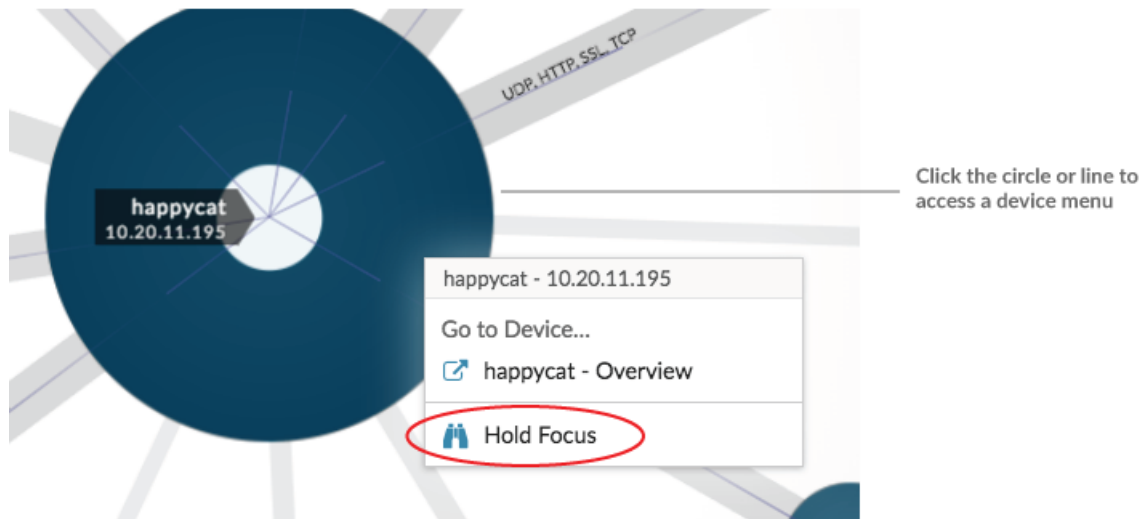 UDP, HTTP, SSL, TCP
Click the circle or line to
access a device menu
happycat
10.20.11.195
happycat - 10.20.11.195
Go to Device...
happycat - Overview
Hold Focus